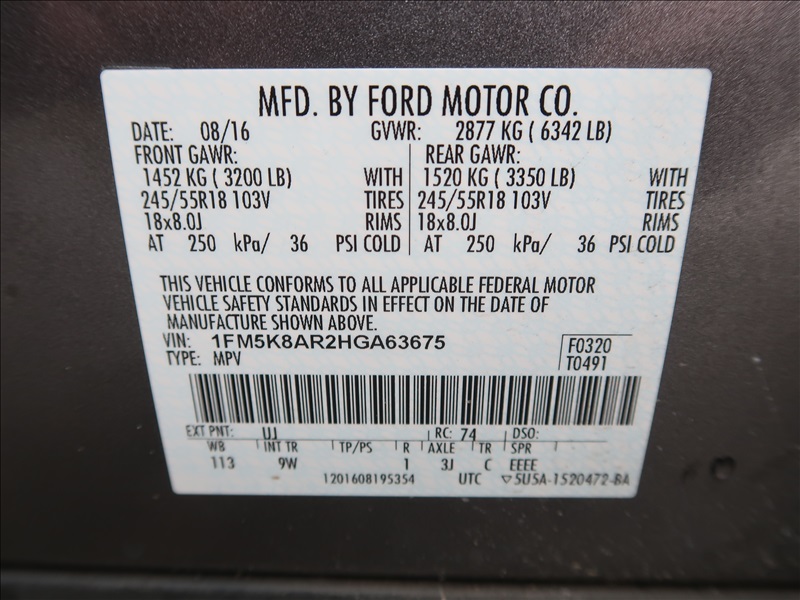 MFD. BY FORD MOTOR CO.
DATE: 08/16 GVWR: 2877 KG ( 6342 LB)
FRONT GAWR: REAR GAWR:
1452 KG ( 3200 LB) WITH 1520 KG ( 3350 LB) WITH
245/55R18 103V TIRES 245/55R18 103V TIRES
18x8.0J RIMS 18x8.0J RIMS
AT 250 kPa/ 36 PSI COLD AT 250 kPa/ 36 PSI COLD
THIS VEHICLE CONFORMS TO ALL APPLICABLE FEDERAL MOTOR
VEHICLE SAFETY STANDARDS IN EFFECT ON THE DATE OF
MANUFACTURE SHOWN ABOVE.
VIN: 1FM5K8AR2HGA63675 F0320
TYPE: MPV T0491
EXT PNT: UJ RC: 74 DSO:
WB INT TR TP/PS R AXLE TR SPR
113 9W 1 3J C EEEE
1201608195354 UTC ▽5U5A-1520472-BA